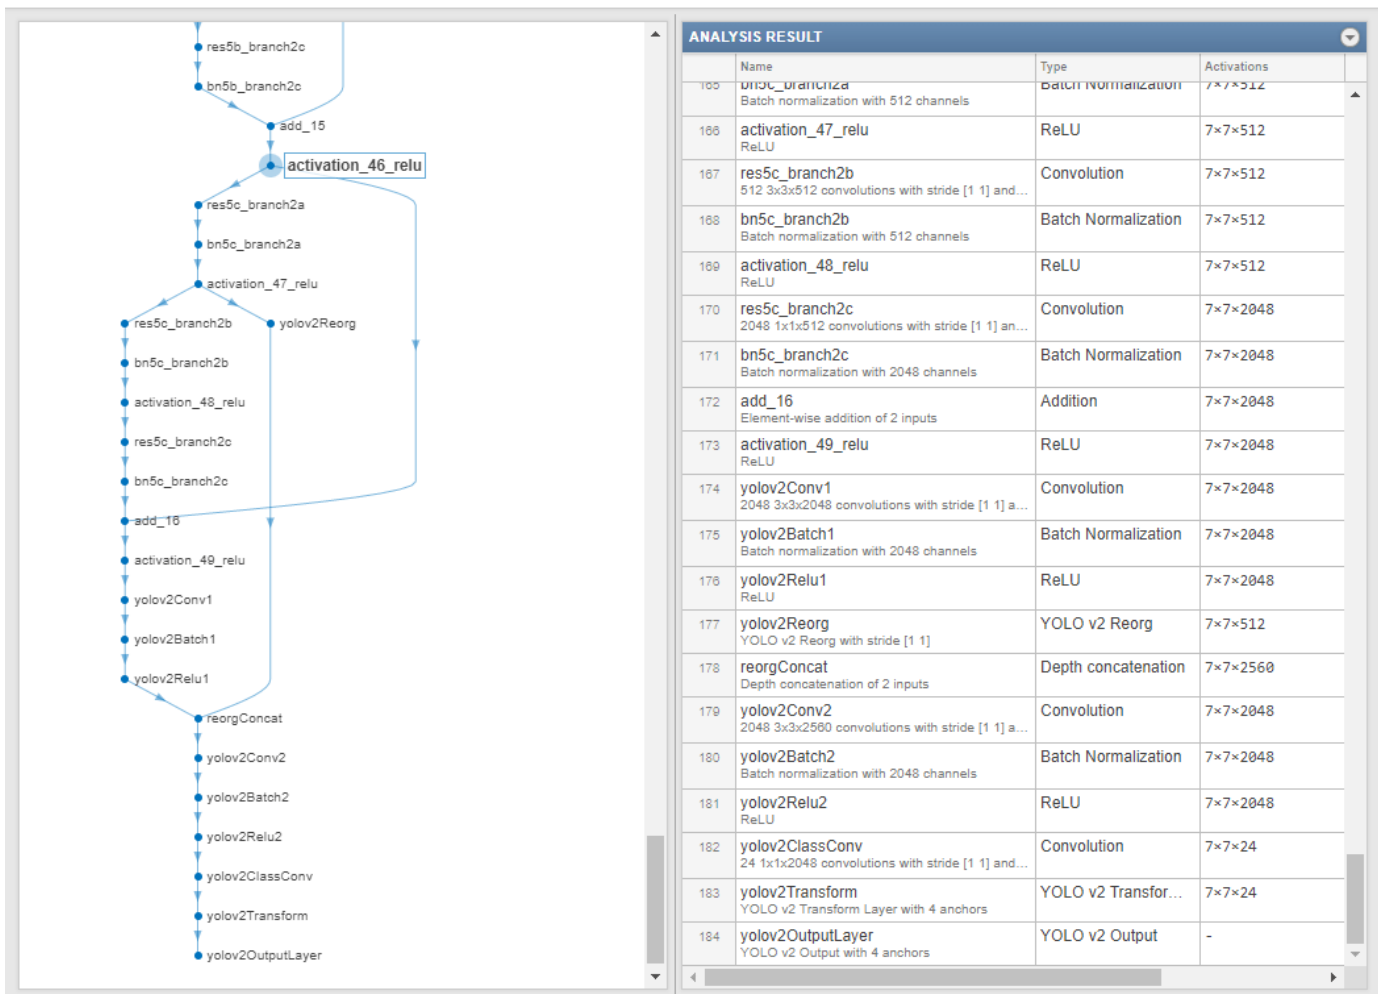 res5b_branch2c
bn5b_branch2c
add_15
activation_46_relu
res5c_branch2a
bn5c_branch2a
activation_47_relu
res5c_branch2b
yolov2Reorg
bn5c_branch2b
activation_48_relu
res5c_branch2c
bn5c_branch2c
add_16
activation_49_relu
yolov2Conv1
yolov2Batch1
yolov2Relu1
reorgConcat
yolov2Conv2
yolov2Batch2
yolov2Relu2
yolov2ClassConv
yolov2Transform
yolov2OutputLayer
ANALYSIS RESULT
Name Type Activations
165 bn5c_branch2a Batch Normalization 7×7×512
Batch normalization with 512 channels
166 activation_47_relu ReLU 7×7×512
ReLU
167 res5c_branch2b Convolution 7×7×512
512 3x3x512 convolutions with stride [1 1] and...
168 bn5c_branch2b Batch Normalization 7×7×512
Batch normalization with 512 channels
169 activation_48_relu ReLU 7×7×512
ReLU
170 res5c_branch2c Convolution 7×7×2048
2048 1x1x512 convolutions with stride [1 1] an...
171 bn5c_branch2c Batch Normalization 7×7×2048
Batch normalization with 2048 channels
172 add_16 Addition 7×7×2048
Element-wise addition of 2 inputs
173 activation_49_relu ReLU 7×7×2048
ReLU
174 yolov2Conv1 Convolution 7×7×2048
2048 3x3x2048 convolutions with stride [1 1] a...
175 yolov2Batch1 Batch Normalization 7×7×2048
Batch normalization with 2048 channels
176 yolov2Relu1 ReLU 7×7×2048
ReLU
177 yolov2Reorg YOLO v2 Reorg 7×7×512
YOLO v2 Reorg with stride [1 1]
178 reorgConcat Depth concatenation 7×7×2560
Depth concatenation of 2 inputs
179 yolov2Conv2 Convolution 7×7×2048
2048 3x3x2560 convolutions with stride [1 1] a...
180 yolov2Batch2 Batch Normalization 7×7×2048
Batch normalization with 2048 channels
181 yolov2Relu2 ReLU 7×7×2048
ReLU
182 yolov2ClassConv Convolution 7×7×24
24 1x1x2048 convolutions with stride [1 1] and...
183 yolov2Transform YOLO v2 Transfor... 7×7×24
YOLO v2 Transform Layer with 4 anchors
184 yolov2OutputLayer YOLO v2 Output -
YOLO v2 Output with 4 anchors